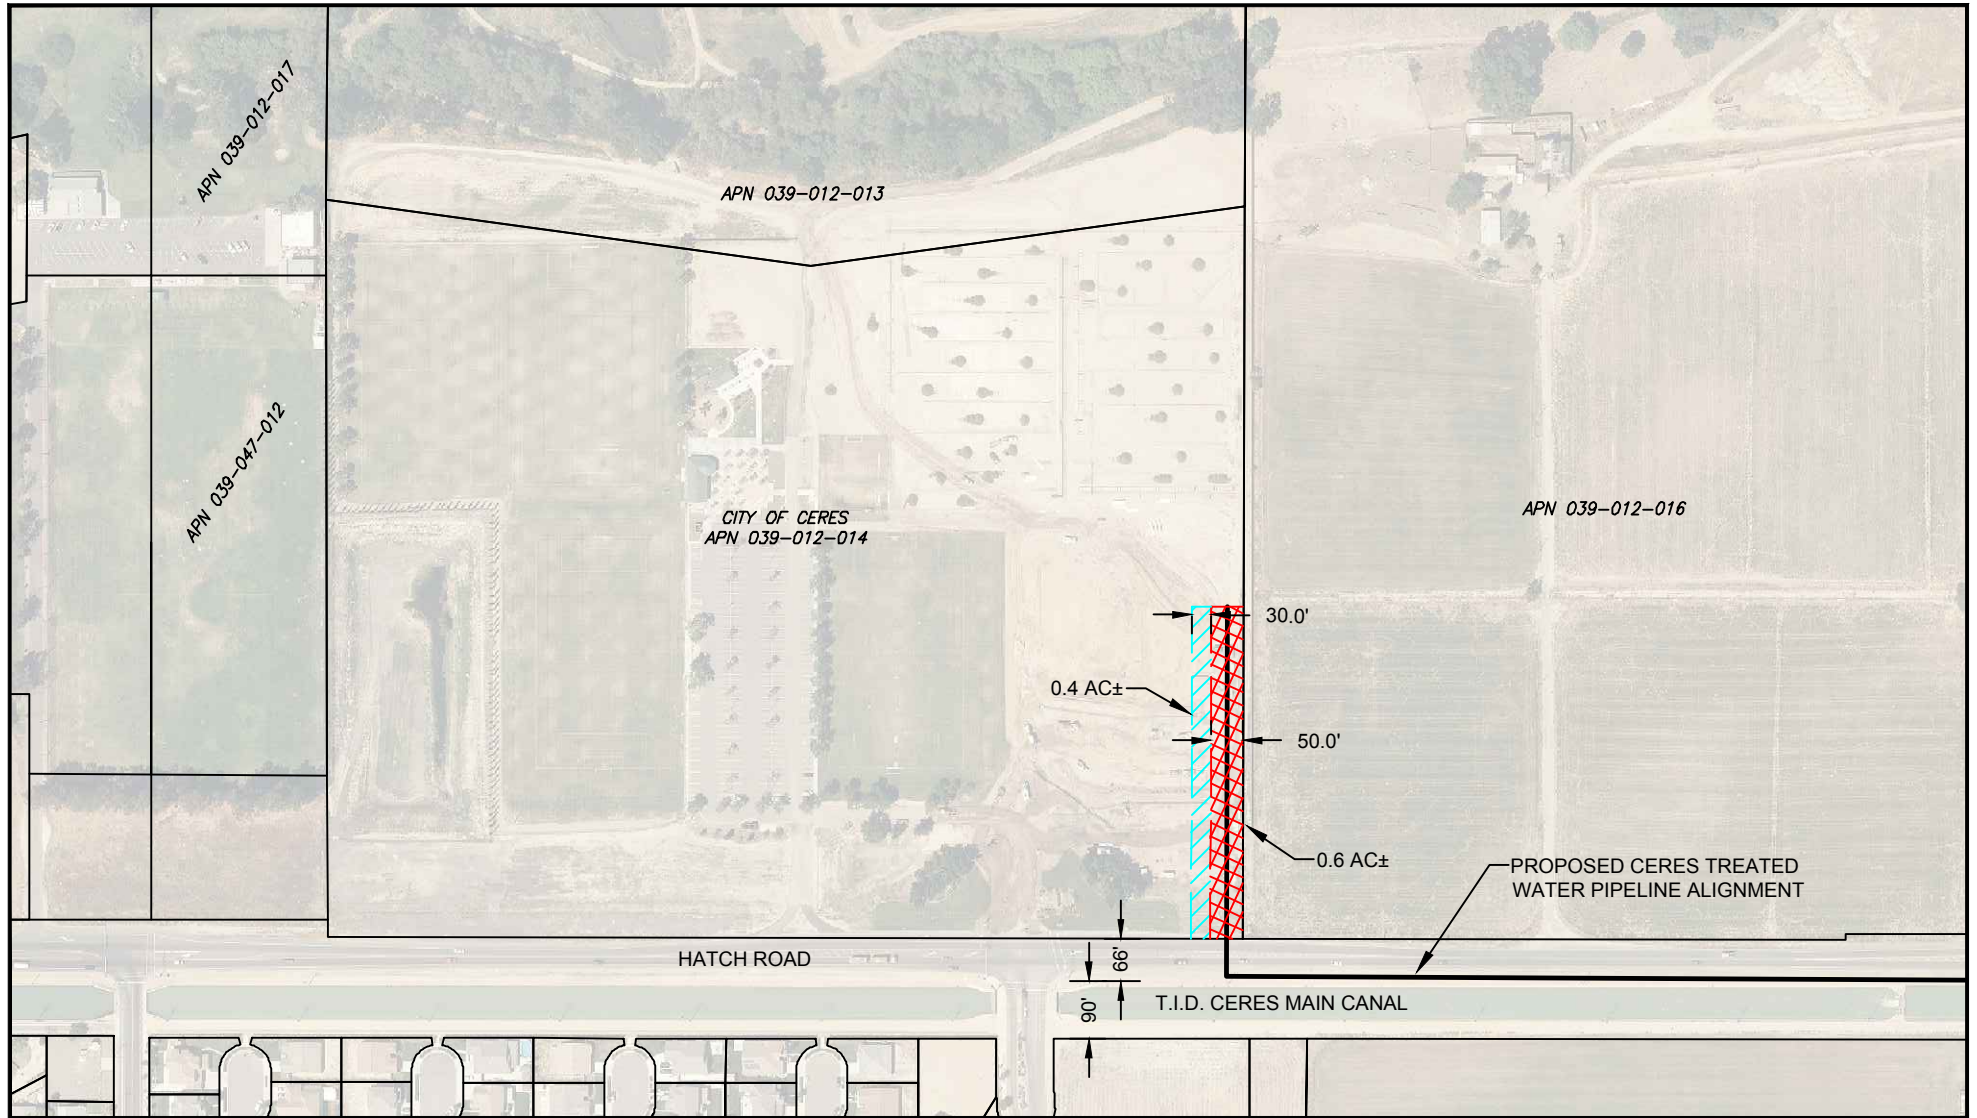 APN 039-012-017
APN 039-012-013
APN 039-047-012
CITY OF CERES
APN 039-012-014
APN 039-012-016
30.0'
0.4 AC±
50.0'
0.6 AC±
PROPOSED CERES TREATED
WATER PIPELINE ALIGNMENT
HATCH ROAD
66'
90'
T.I.D. CERES MAIN CANAL